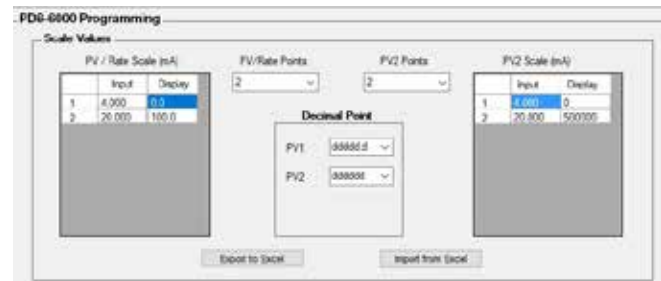 PD8-6000 Programming
Scale Values
PV / Rate Scale (mA)
PV/Rate Points
PV2 Points
PV2 Scale (mA)
Input Display
2
2
Input Display
1 4.000 0.0
1 4.000 0
2 20.000 100.0
2 20.000 500000
Decimal Point
PV1 ddddd.d
PV2 dddddd
Export to Excel
Import from Excel